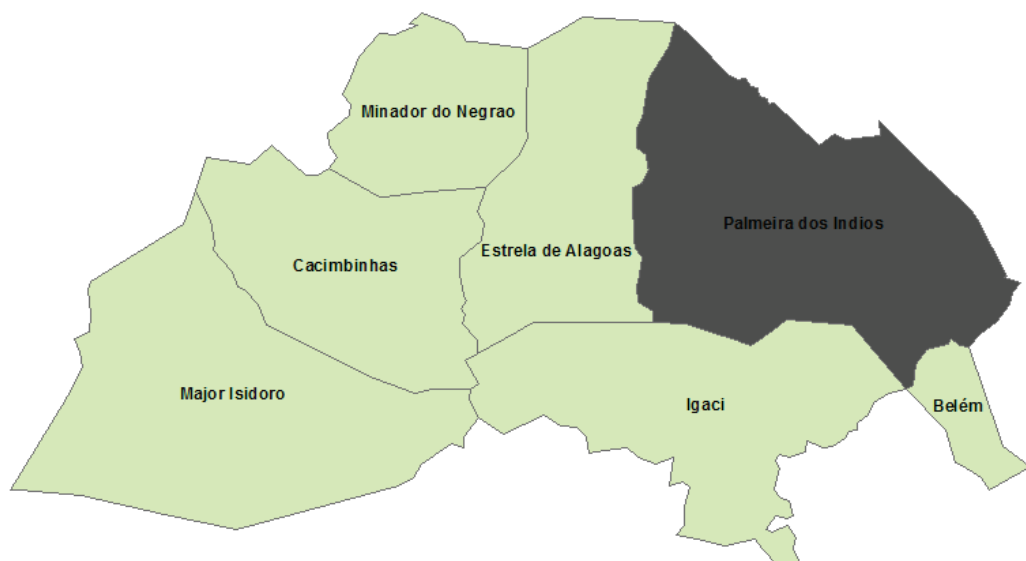 Minador do Negrao
Palmeira dos Indios
Estrela de Alagoas
Cacimbinhas
Major Isidoro
Igaci
Belém